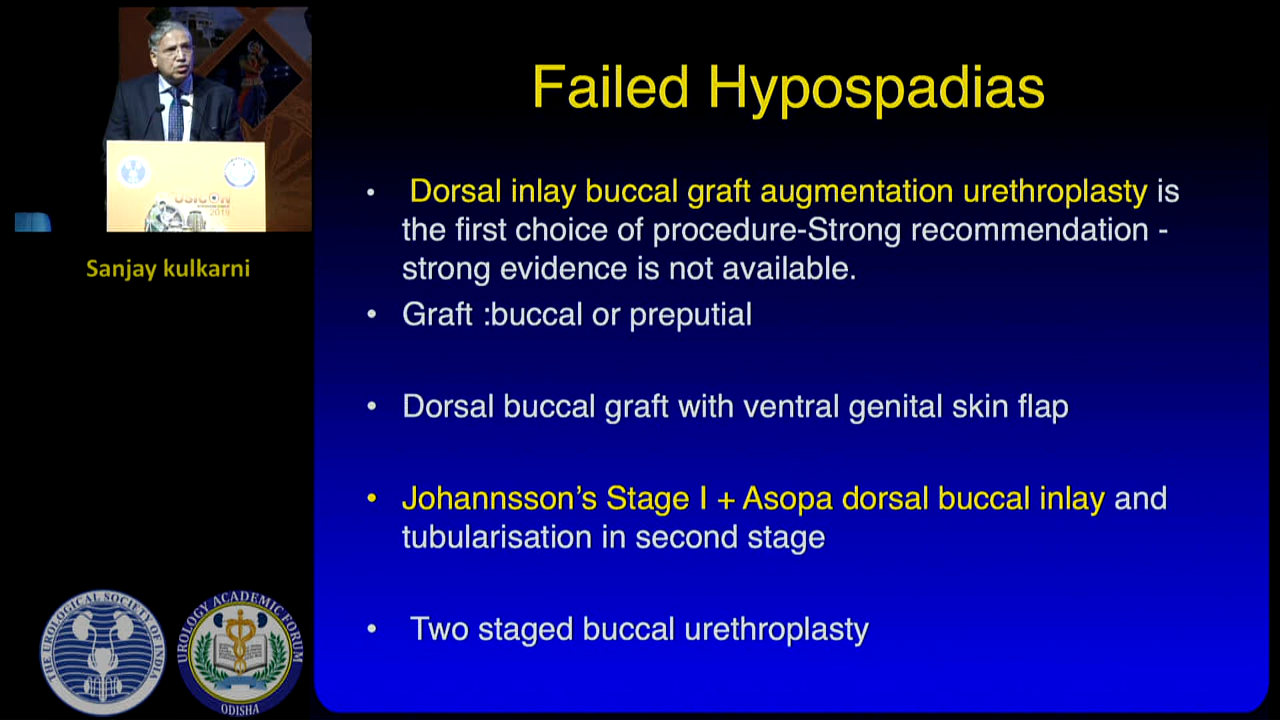 Failed Hypospadias
• Dorsal inlay buccal graft augmentation urethroplasty is
the first choice of procedure-Strong recommendation -
strong evidence is not available.
• Graft :buccal or preputial
• Dorsal buccal graft with ventral genital skin flap
• Johannsson's Stage I + Asopa dorsal buccal inlay and
tubularisation in second stage
• Two staged buccal urethroplasty
USICON
2019
Sanjay kulkarni
THE UROLOGICAL SOCIETY OF INDIA
UROLOGY ACADEMIC FORUM
ODISHA